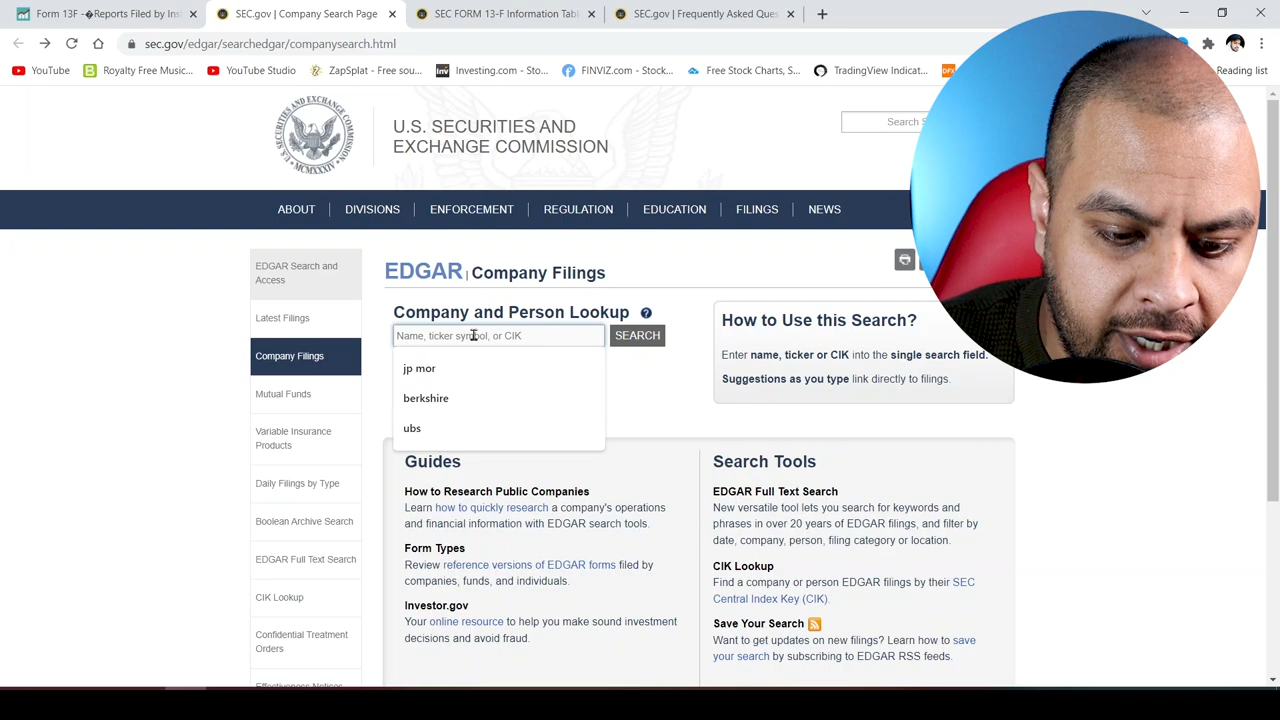 Form 13F -�Reports Filed by Ins
SEC.gov | Company Search Page
SEC FORM 13-F Information Tab
SEC.gov | Frequently Asked Ques
sec.gov/edgar/searchedgar/companysearch.html
YouTube
Royalty Free Music...
YouTube Studio
ZapSplat - Free sou...
Investing.com - Sto...
FINVIZ.com - Stock...
Free Stock Charts, S...
TradingView Indicat...
Reading list
U.S. SECURITIES AND
EXCHANGE COMMISSION
Search S
ABOUT
DIVISIONS
ENFORCEMENT
REGULATION
EDUCATION
FILINGS
NEWS
EDGAR Search and
Access
Latest Filings
Company Filings
Mutual Funds
Variable Insurance
Products
Daily Filings by Type
Boolean Archive Search
EDGAR Full Text Search
CIK Lookup
Confidential Treatment
Orders
Effectiveness Notices
EDGAR | Company Filings
Company and Person Lookup
Name, ticker symbol, or CIK
SEARCH
jp mor
berkshire
ubs
How to Use this Search?
Enter name, ticker or CIK into the single search field.
Suggestions as you type link directly to filings.
Guides
How to Research Public Companies
Learn how to quickly research a company's operations
and financial information with EDGAR search tools.
Form Types
Review reference versions of EDGAR forms filed by
companies, funds, and individuals.
Investor.gov
Your online resource to help you make sound investment
decisions and avoid fraud.
Search Tools
EDGAR Full Text Search
New versatile tool lets you search for keywords and
phrases in over 20 years of EDGAR filings, and filter by
date, company, person, filing category or location.
CIK Lookup
Find a company or person EDGAR filings by their SEC
Central Index Key (CIK).
Save Your Search
Want to get updates on new filings? Learn how to save
your search by subscribing to EDGAR RSS feeds.